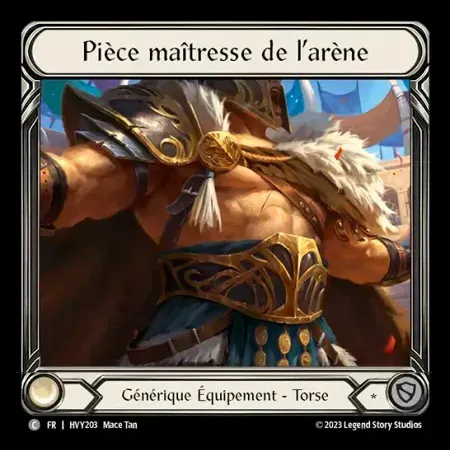 Pièce maîtresse de l'arène
Générique Équipement - Torse
*
C FR | HVY203 Mace Tan
© 2023 Legend Story Studios